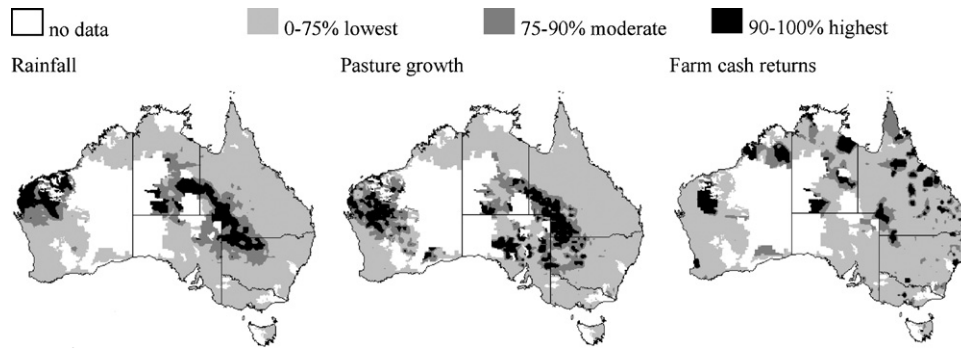 no data 0-75% lowest 75-90% moderate 90-100% highest
Rainfall Pasture growth Farm cash returns